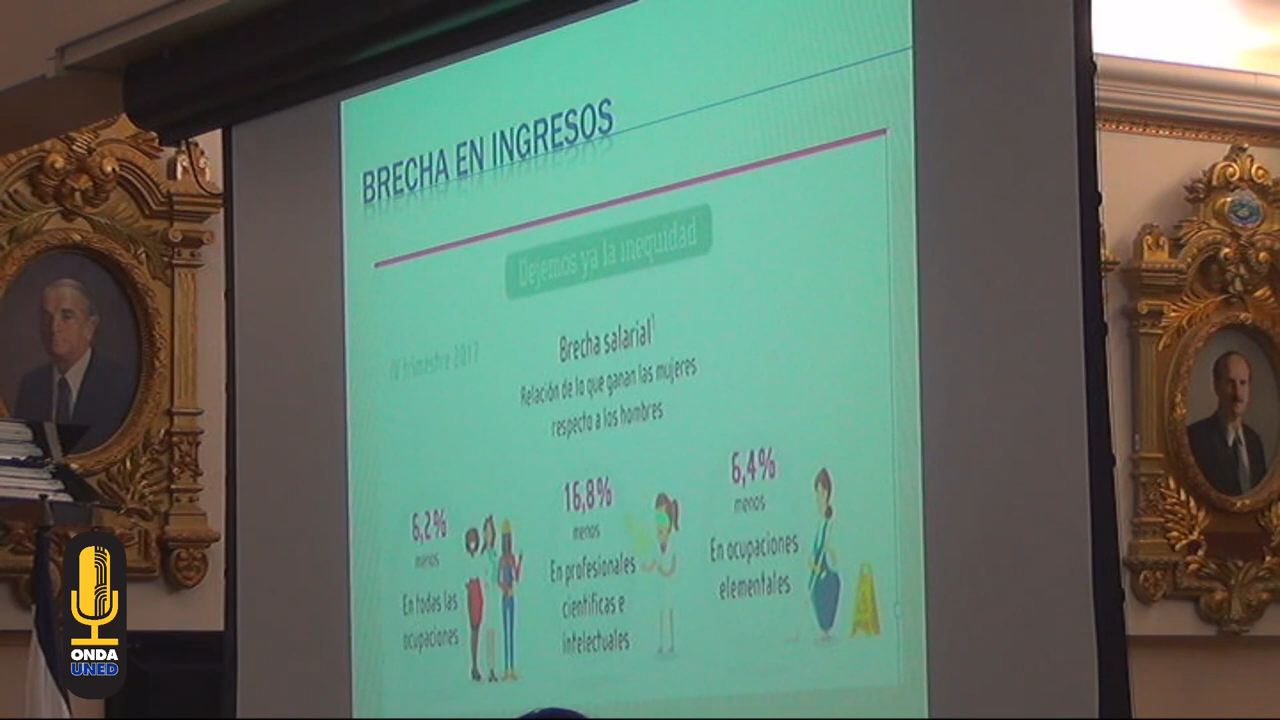 BRECHA EN INGRESOS
Dejemos ya la inequidad
IV trimestre 2017
Brecha salarial¹
Relación de lo que ganan las mujeres
respecto a los hombres
6,2%
menos
En todas las
ocupaciones
16,8%
menos
En profesionales
científicas e
intelectuales
6,4%
menos
En ocupaciones
elementales
ONDA
UNED